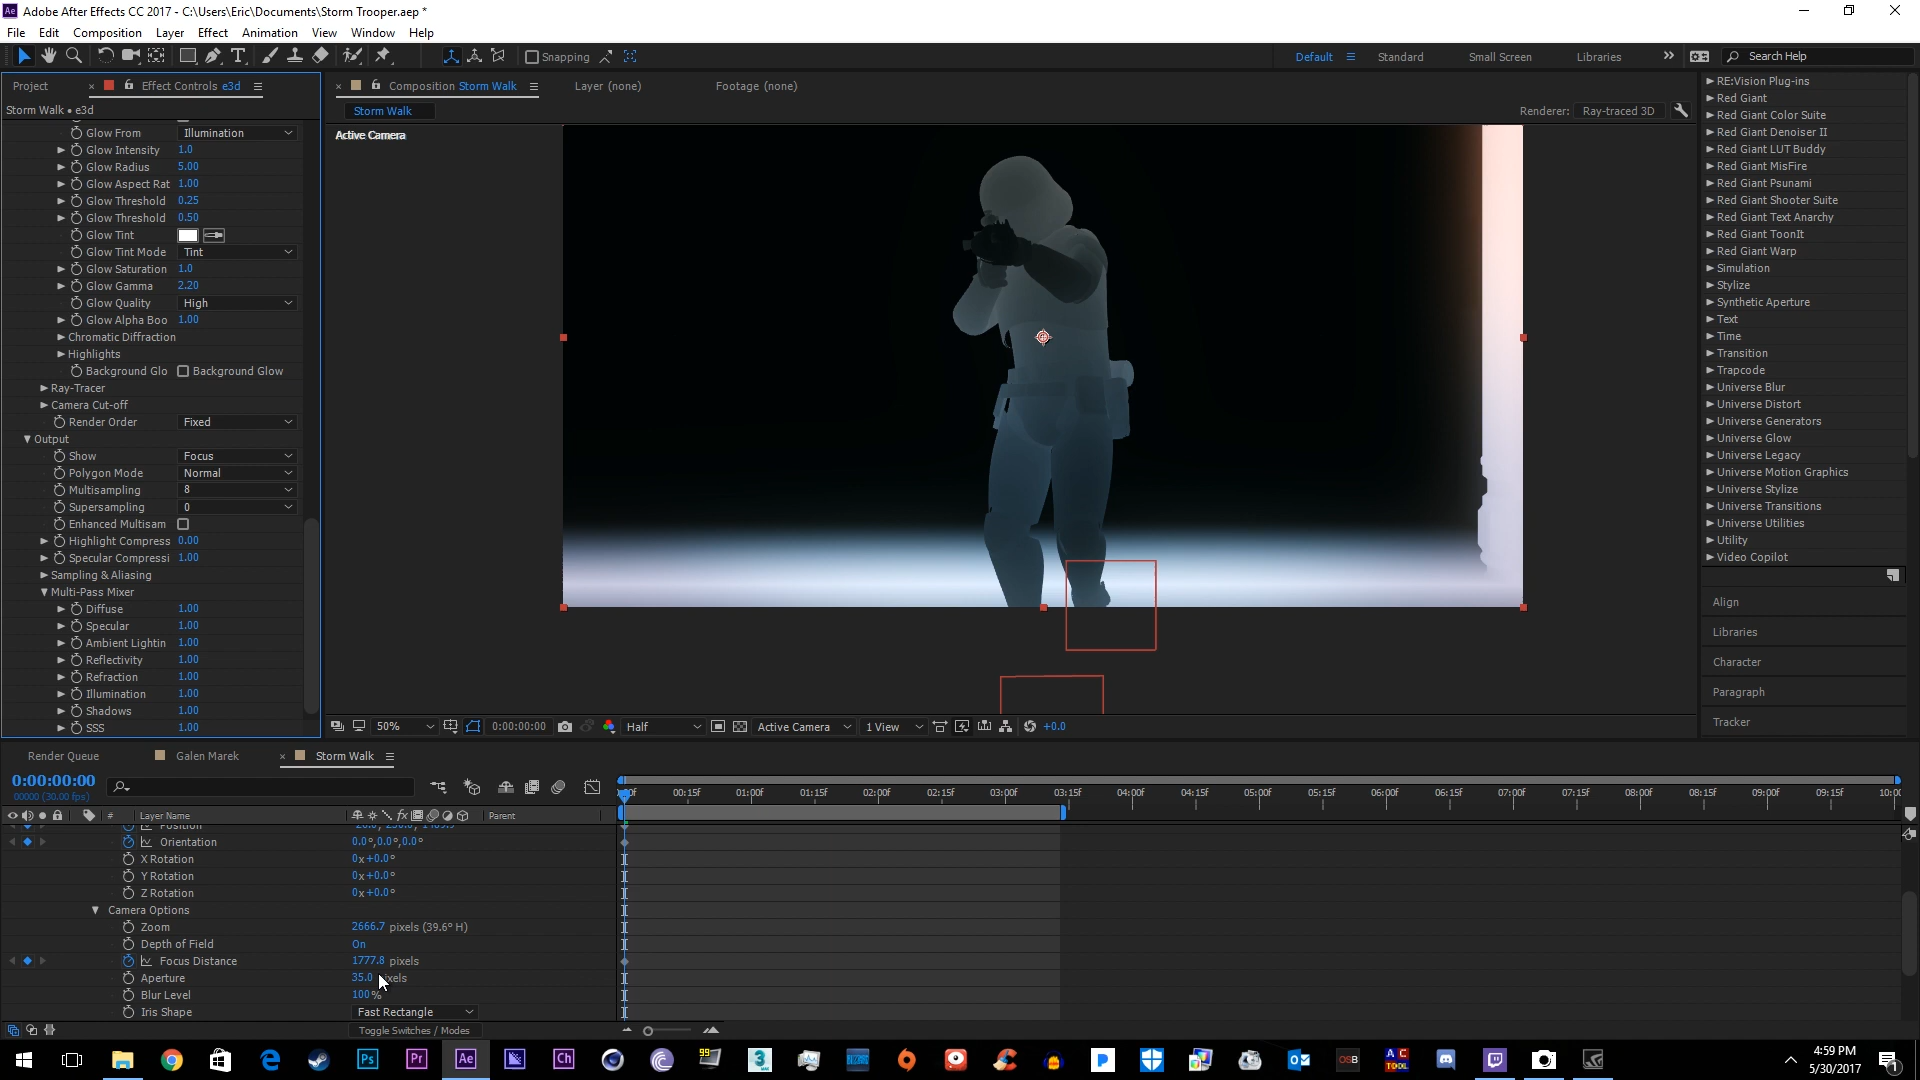 Adobe After Effects CC 2017 - C:\Users\Eric\Documents\Storm Trooper.aep *
File Edit Composition Layer Effect Animation View Window Help
Snapping
Default Standard Small Screen Libraries Search Help
Project Effect Controls e3d
Storm Walk • e3d
Glow From Illumination
Glow Intensity 1.0
Glow Radius 5.00
Glow Aspect Rat 1.00
Glow Threshold 0.25
Glow Threshold 0.50
Glow Tint
Glow Tint Mode Tint
Glow Saturation 1.0
Glow Gamma 2.20
Glow Quality High
Glow Alpha Boo 1.00
Chromatic Diffraction
Highlights
Background Glo Background Glow
Ray-Tracer
Camera Cut-off
Render Order Fixed
Output
Show Focus
Polygon Mode Normal
Multisampling 8
Supersampling 0
Enhanced Multisam
Highlight Compress 0.00
Specular Compressi 1.00
Sampling & Aliasing
Multi-Pass Mixer
Diffuse 1.00
Specular 1.00
Ambient Lightin 1.00
Reflectivity 1.00
Refraction 1.00
Illumination 1.00
Shadows 1.00
SSS 1.00
Composition Storm Walk Layer (none) Footage (none)
Storm Walk
Renderer: Ray-traced 3D
Active Camera
50% 0:00:00:00 Half Active Camera 1 View +0.0
RE:Vision Plug-ins
Red Giant
Red Giant Color Suite
Red Giant Denoiser II
Red Giant LUT Buddy
Red Giant MisFire
Red Giant Psunami
Red Giant Shooter Suite
Red Giant Text Anarchy
Red Giant ToonIt
Red Giant Warp
Simulation
Stylize
Synthetic Aperture
Text
Time
Transition
Trapcode
Universe Blur
Universe Distort
Universe Generators
Universe Glow
Universe Legacy
Universe Motion Graphics
Universe Stylize
Universe Transitions
Universe Utilities
Utility
Video Copilot
Align
Libraries
Character
Paragraph
Tracker
Render Queue Galen Marek Storm Walk
0:00:00:00
00000 (30.00 fps)
00:15f 01:00f 01:15f 02:00f 02:15f 03:00f 03:15f 04:00f 04:15f 05:00f 05:15f 06:00f 06:15f 07:00f 07:15f 08:00f 08:15f 09:00f 09:15f 10:0
# Layer Name Parent
Position
Orientation 0.0°,0.0°,0.0°
X Rotation 0x+0.0°
Y Rotation 0x+0.0°
Z Rotation 0x+0.0°
Camera Options
Zoom 2666.7 pixels (39.6° H)
Depth of Field On
Focus Distance 1777.8 pixels
Aperture 35.0 pixels
Blur Level 100%
Iris Shape Fast Rectangle
Toggle Switches / Modes
4:59 PM
5/30/2017